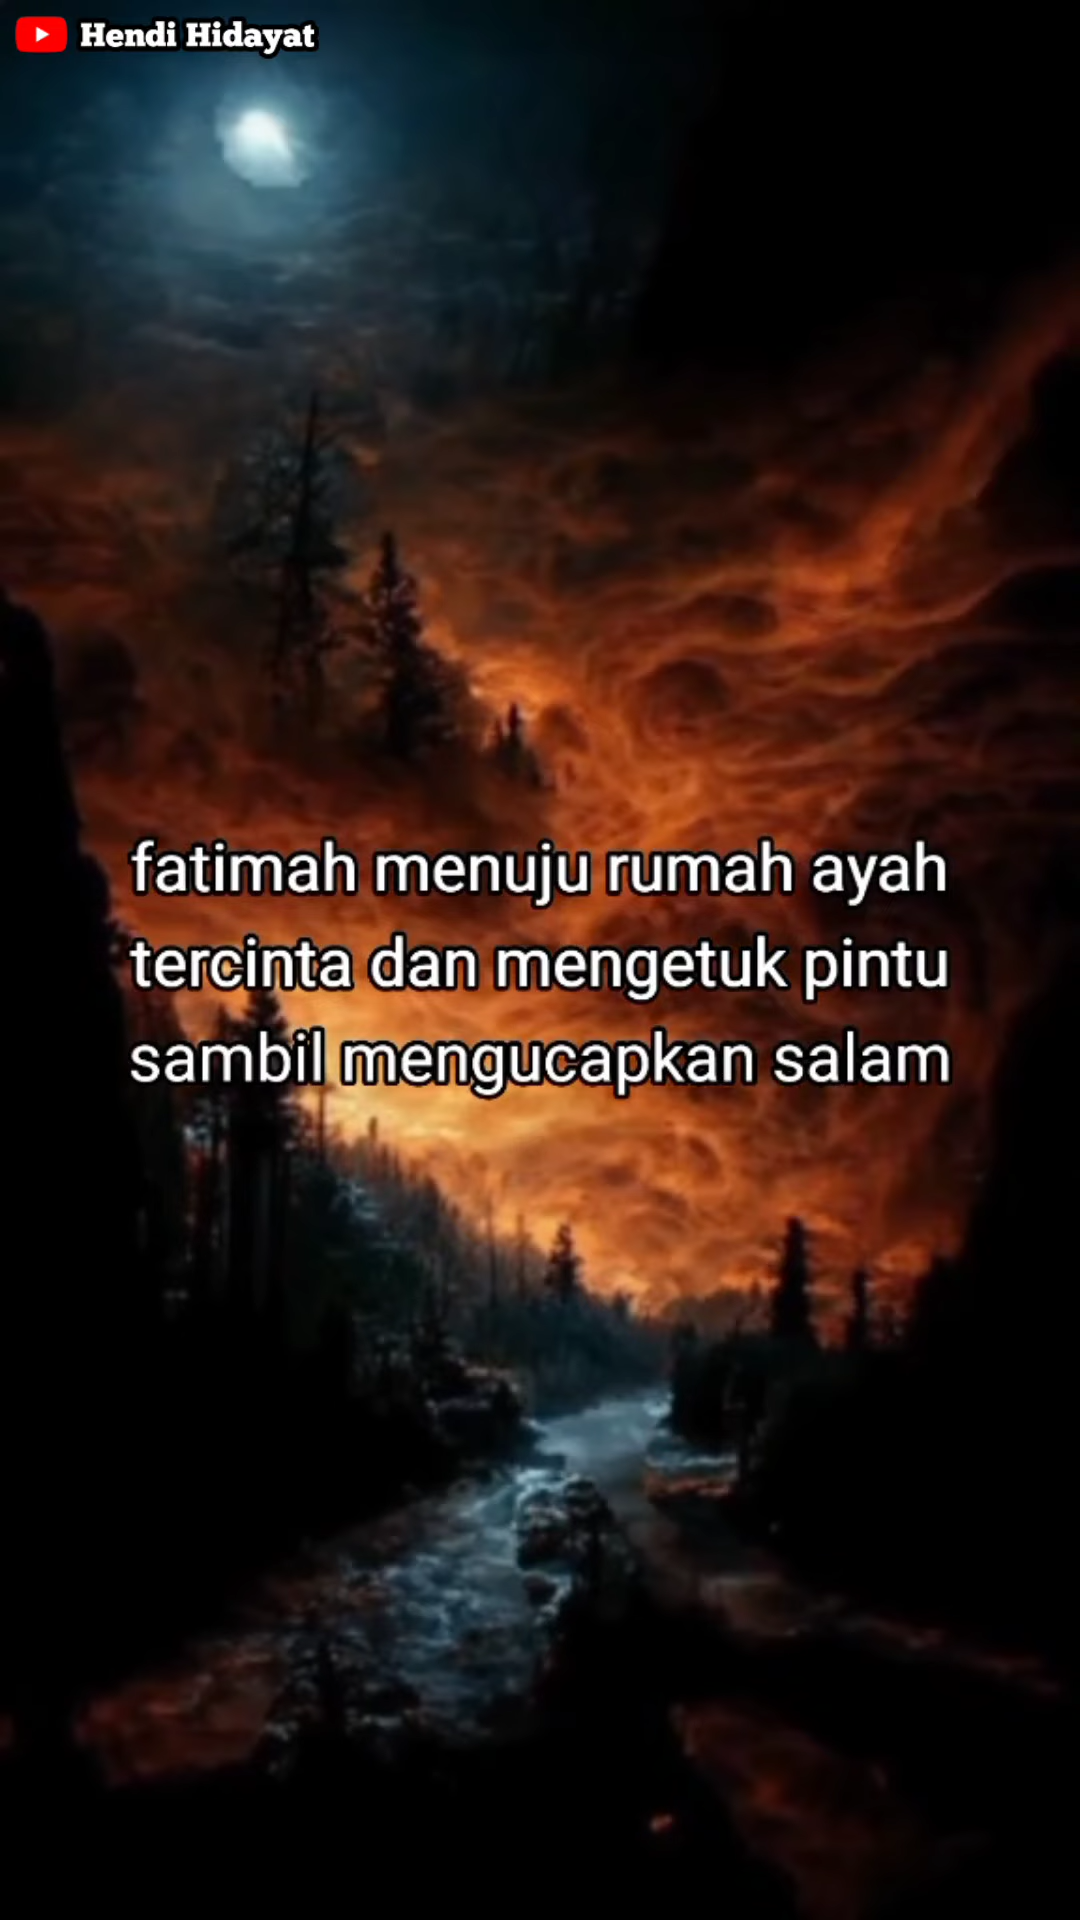 Hendi Hidayat
fatimah menuju rumah ayah
tercinta dan mengetuk pintu
sambil mengucapkan salam